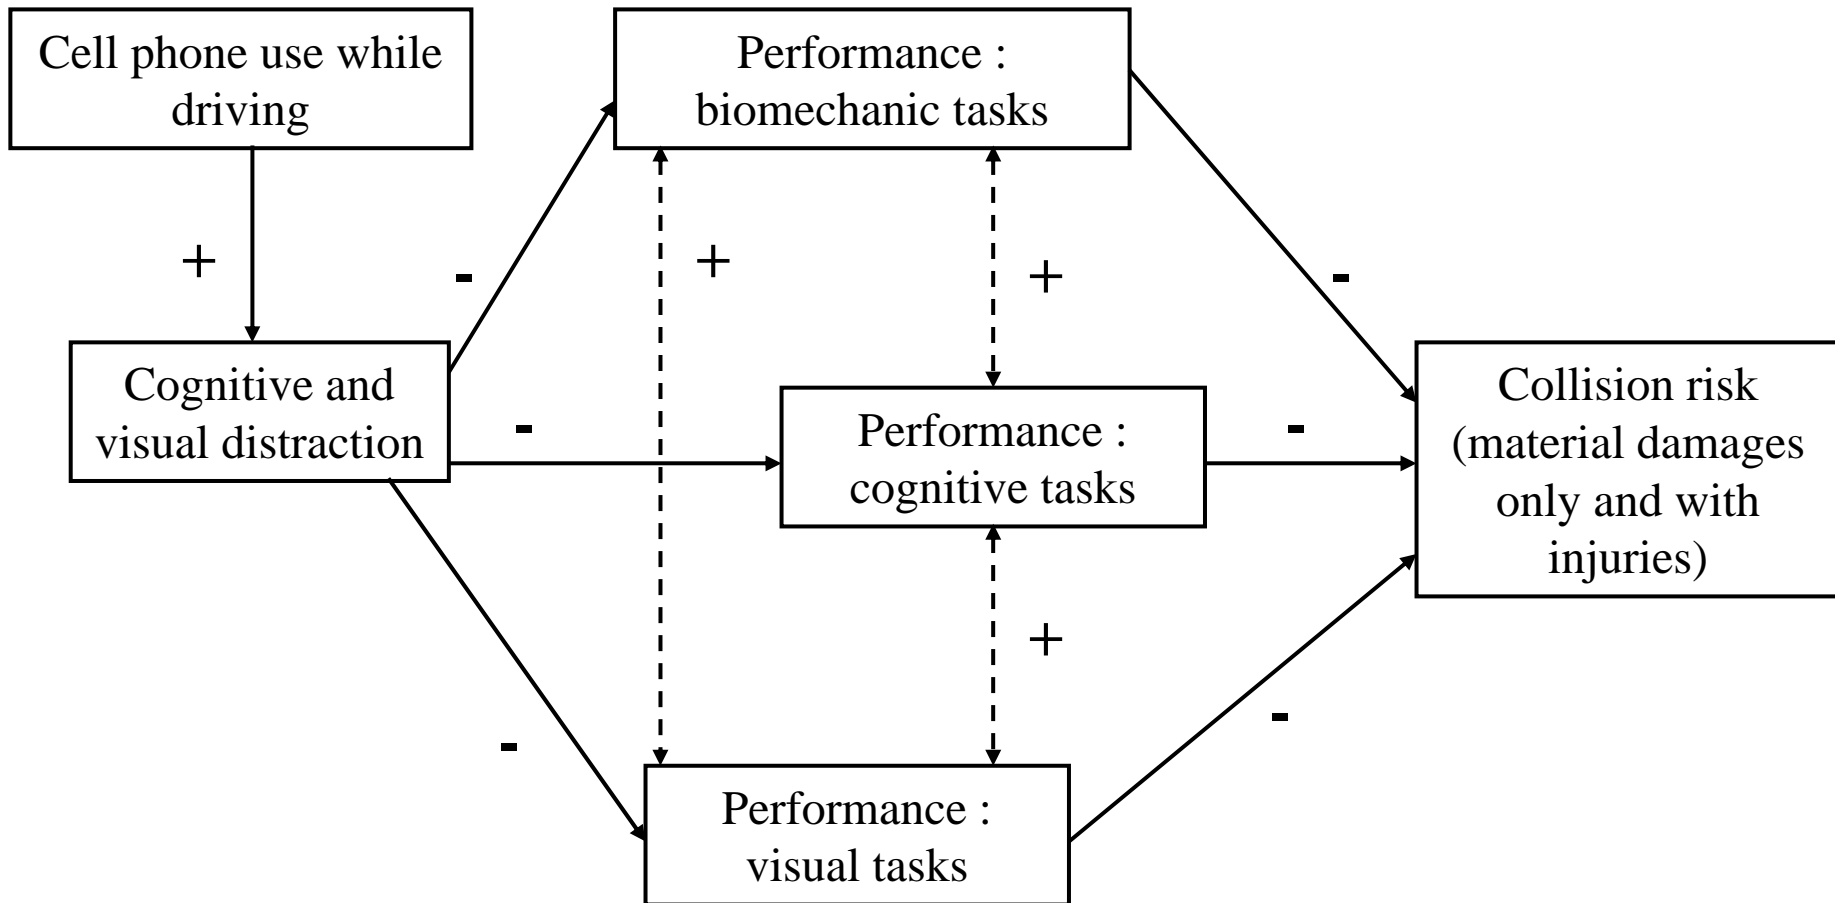 Cell phone use while
driving
Performance :
biomechanic tasks
+
-
+
+
-
Cognitive and
visual distraction
-
Performance :
cognitive tasks
-
Collision risk
(material damages
only and with
injuries)
+
-
-
Performance :
visual tasks